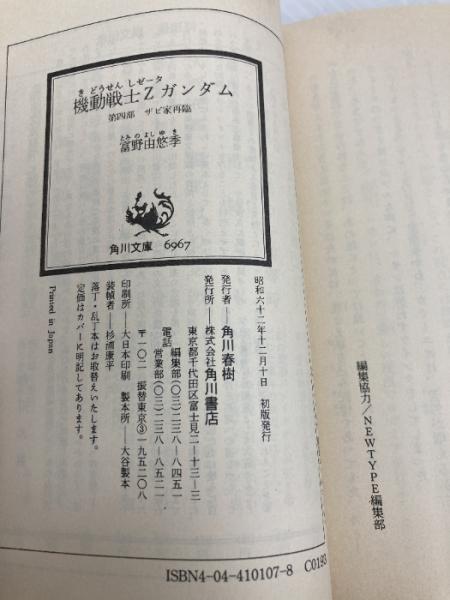 きどうせんしゼータ
機動戦士Zガンダム
第四部　ザビ家再臨
とみのよしゆき
富野由悠季
角川文庫 6967
昭和六十二年十二月十日　初版発行
発行者――角川春樹
発行所――株式会社角川書店
東京都千代田区富士見二―十三―三
電話　編集部（〇三）二三八―八四五一
営業部（〇三）二三八―八五二一
〒一〇二　振替東京③一九五二〇八
印刷所――大日本印刷　製本所――大谷製本
装幀者――杉浦康平
落丁・乱丁本はお取替えいたします。
定価はカバーに明記してあります。
Printed in Japan
ISBN4-04-410107-8 C0193
編集協力／NEWTYPE編集部